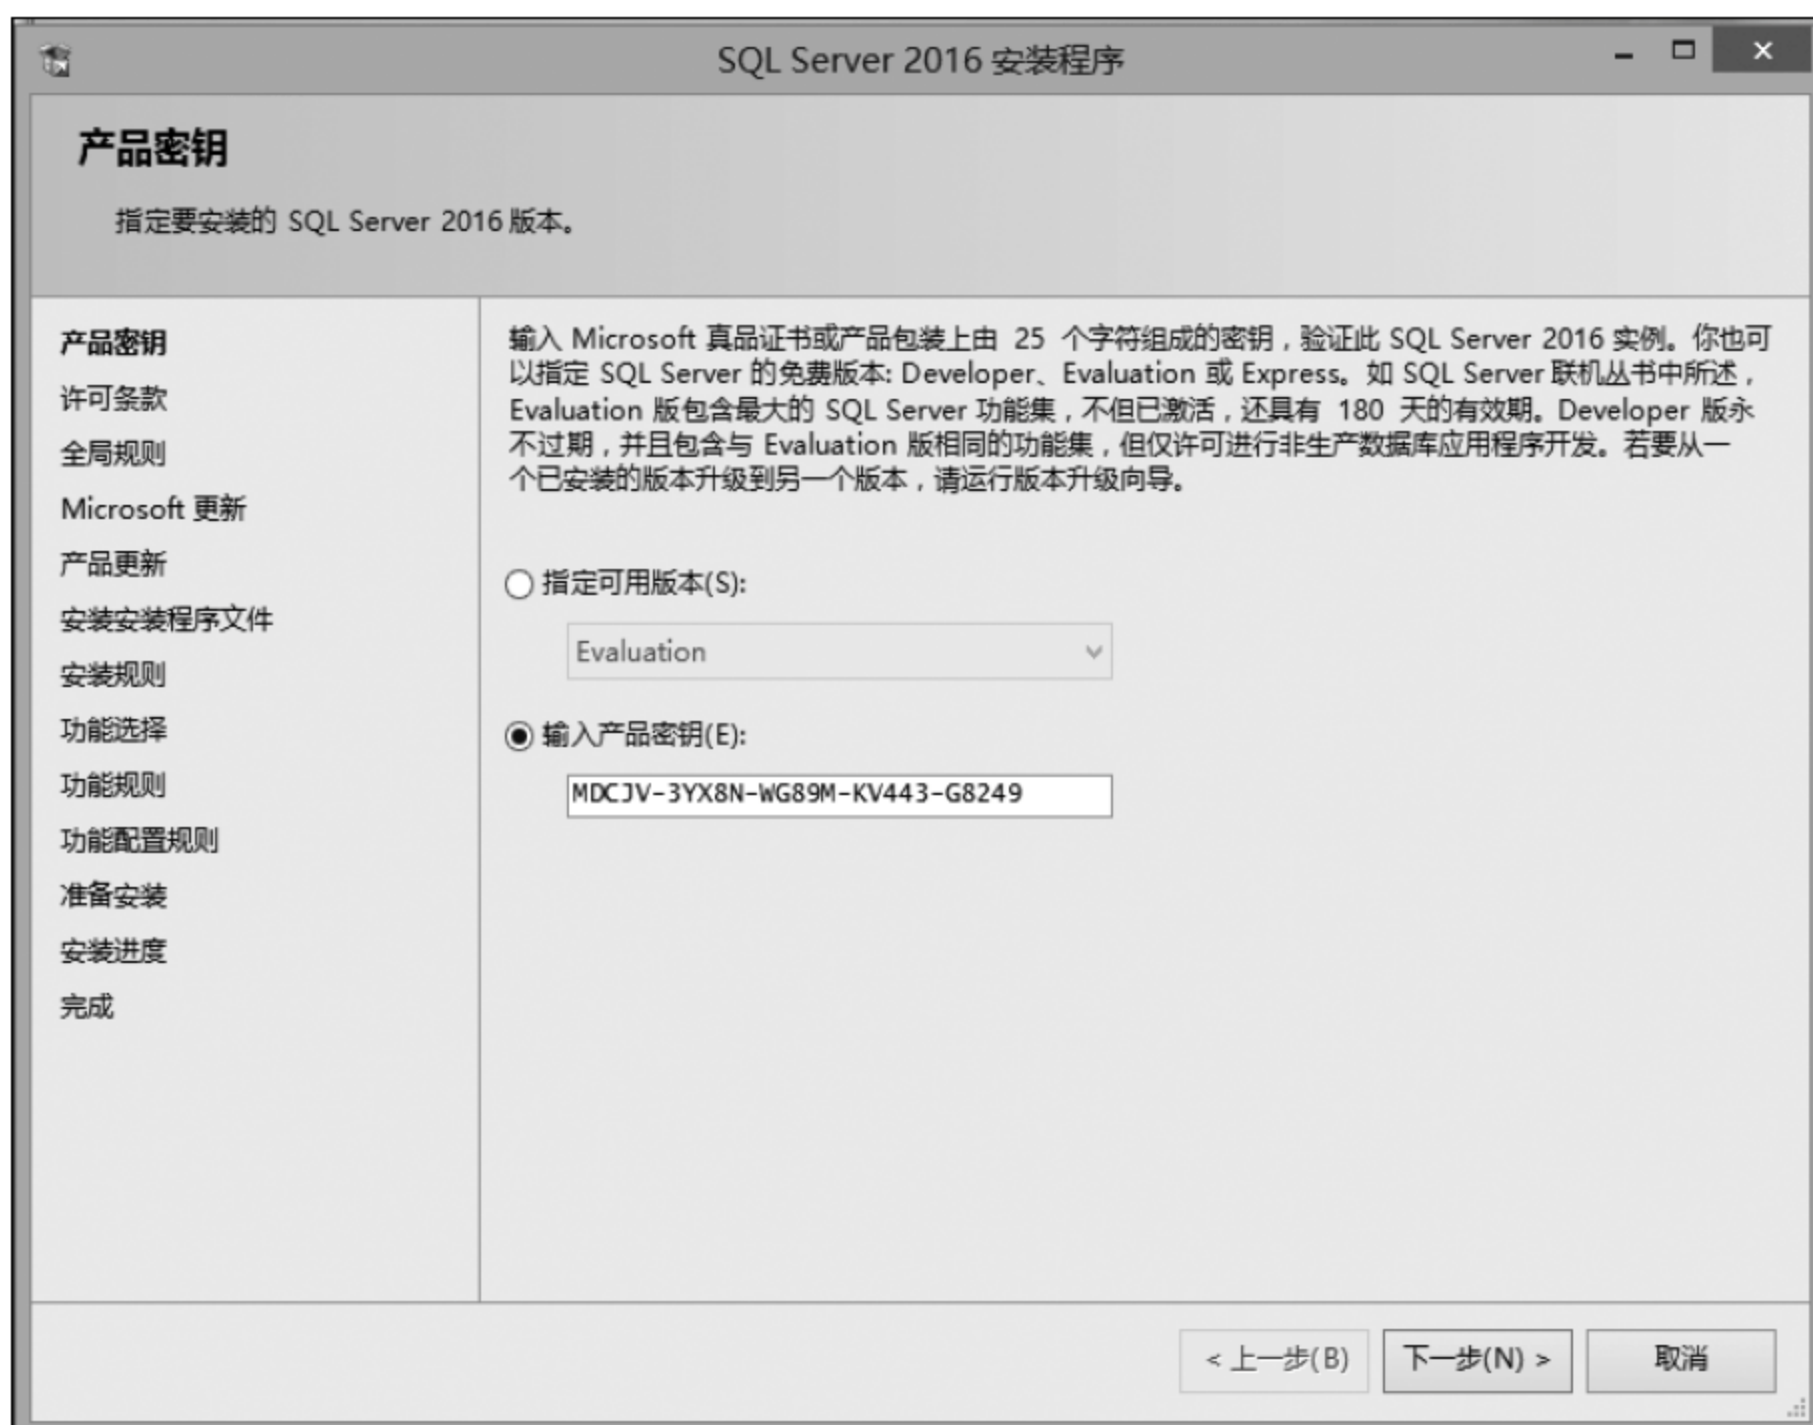 SQL Server 2016 安装程序
产品密钥
指定要安装的 SQL Server 2016 版本。
产品密钥
许可条款
全局规则
Microsoft 更新
产品更新
安装安装程序文件
安装规则
功能选择
功能规则
功能配置规则
准备安装
安装进度
完成
输入 Microsoft 真品证书或产品包装上由 25 个字符组成的密钥，验证此 SQL Server 2016 实例。你也可
以指定 SQL Server 的免费版本: Developer、Evaluation 或 Express。如 SQL Server 联机丛书中所述，
Evaluation 版包含最大的 SQL Server 功能集，不但已激活，还具有 180 天的有效期。Developer 版永
不过期，并且包含与 Evaluation 版相同的功能集，但仅许可进行非生产数据库应用程序开发。若要从一
个已安装的版本升级到另一个版本，请运行版本升级向导。
指定可用版本(S):
Evaluation
输入产品密钥(E):
MDCJV-3YX8N-WG89M-KV443-G8249
< 上一步(B)
下一步(N) >
取消